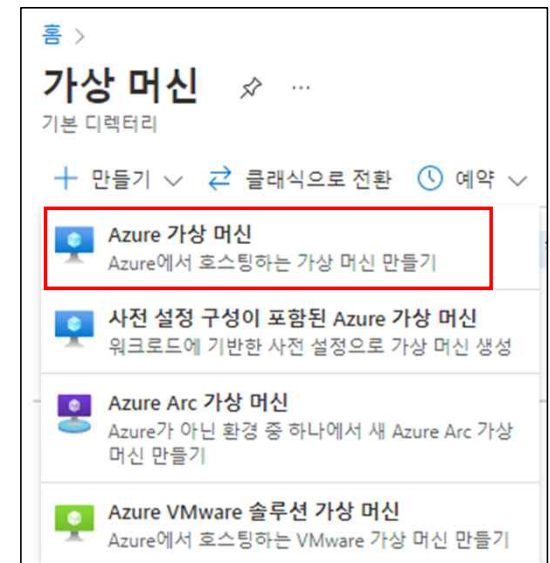 홈 >
가상 머신 ...
기본 디렉터리
+ 만들기 클래식으로 전환 예약
Azure 가상 머신
Azure에서 호스팅하는 가상 머신 만들기
사전 설정 구성이 포함된 Azure 가상 머신
워크로드에 기반한 사전 설정으로 가상 머신 생성
Azure Arc 가상 머신
Azure가 아닌 환경 중 하나에서 새 Azure Arc 가상
머신 만들기
Azure VMware 솔루션 가상 머신
Azure에서 호스팅하는 VMware 가상 머신 만들기